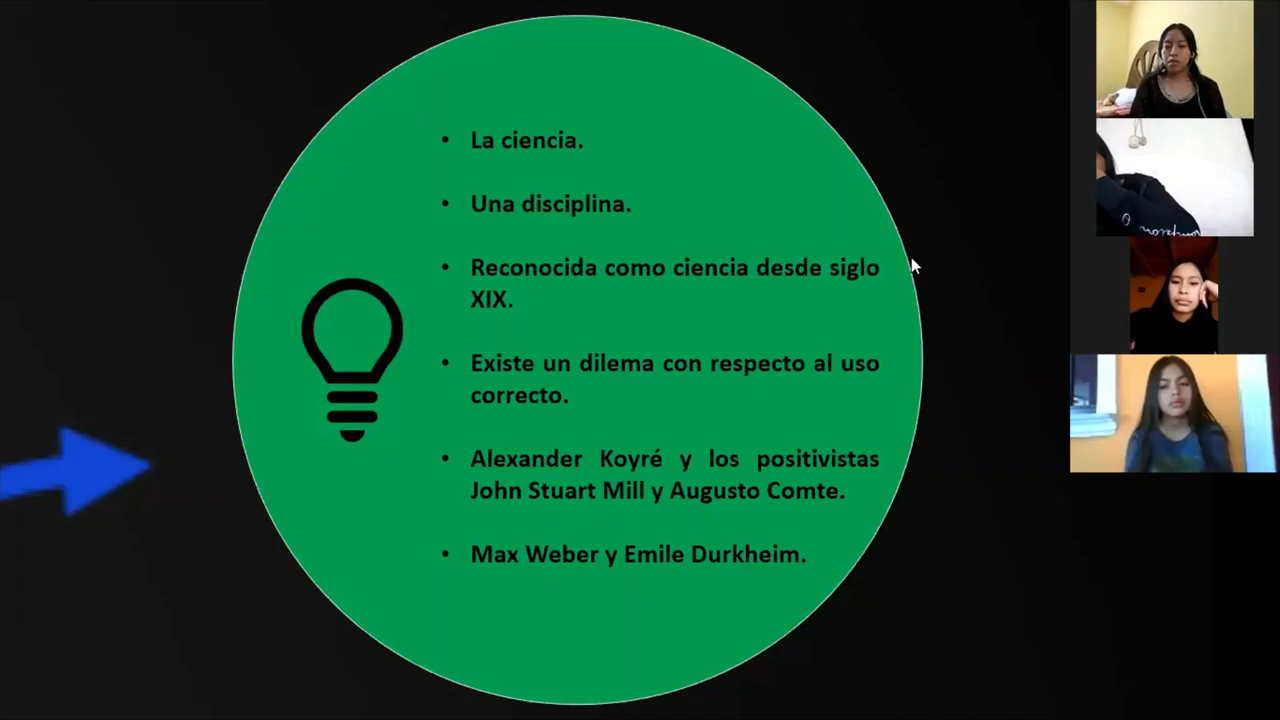 • La ciencia.
• Una disciplina.
• Reconocida como ciencia desde siglo
XIX.
• Existe un dilema con respecto al uso
correcto.
• Alexander Koyré y los positivistas
John Stuart Mill y Augusto Comte.
• Max Weber y Emile Durkheim.